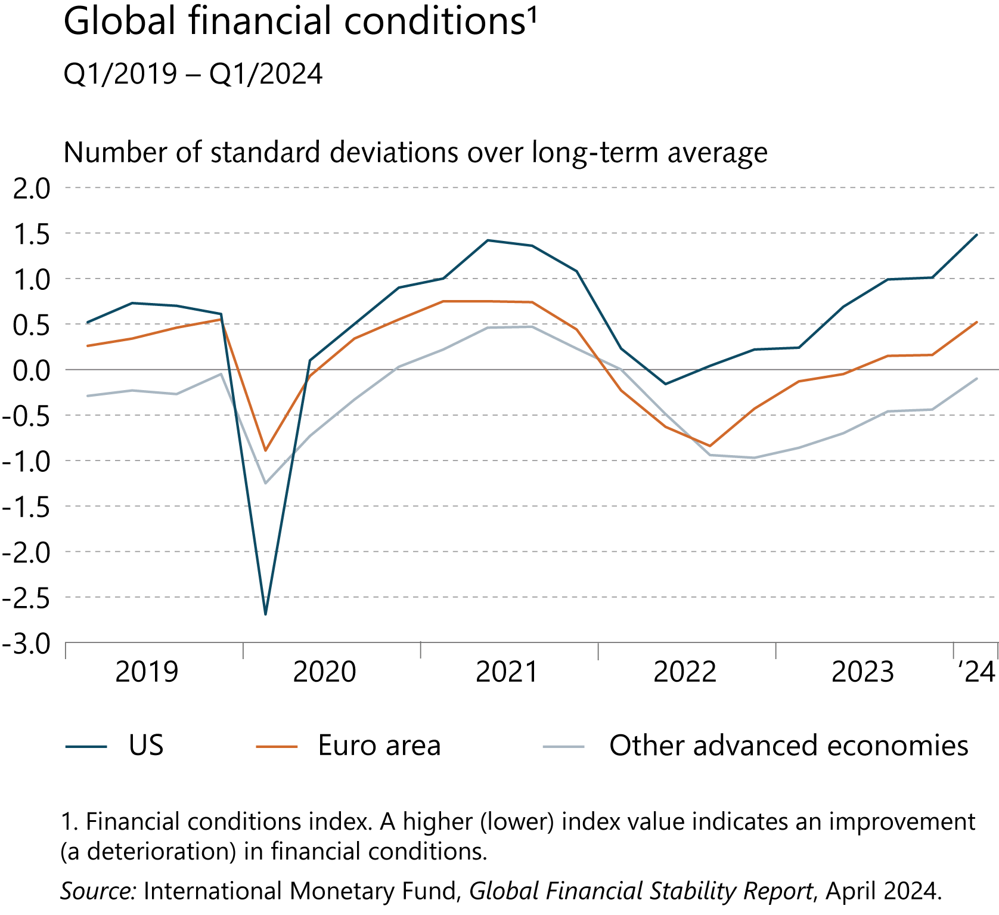 Global financial conditions¹
Q1/2019 – Q1/2024
Number of standard deviations over long-term average
2.0
1.5
1.0
0.5
0.0
-0.5
-1.0
-1.5
-2.0
-2.5
-3.0
2019 2020 2021 2022 2023 ‘24
US Euro area Other advanced economies
1. Financial conditions index. A higher (lower) index value indicates an improvement
(a deterioration) in financial conditions.
Source: International Monetary Fund, Global Financial Stability Report, April 2024.